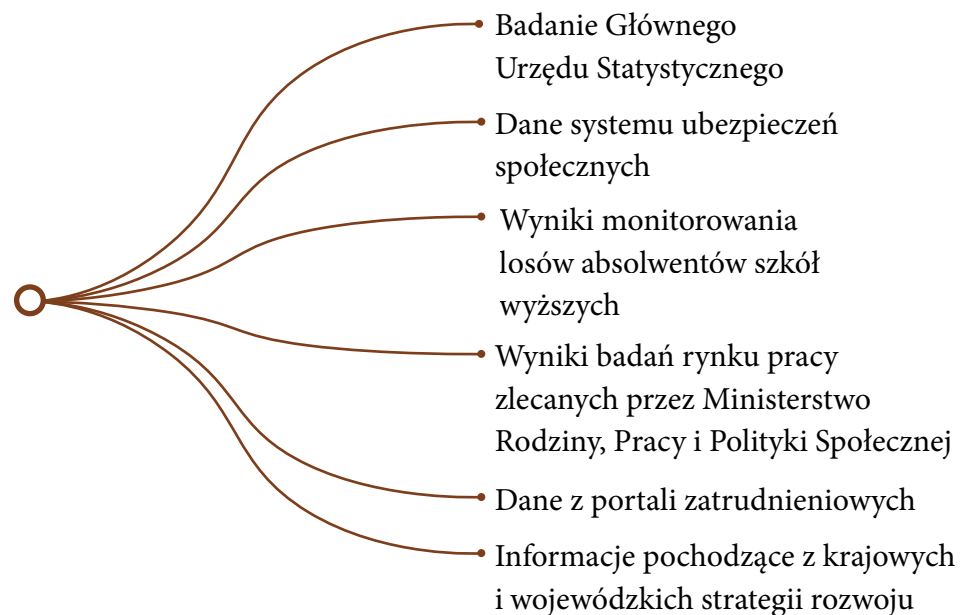 Badanie Głównego
Urzędu Statystycznego
Dane systemu ubezpieczeń
społecznych
Wyniki monitorowania
losów absolwentów szkół
wyższych
Wyniki badań rynku pracy
zlecanych przez Ministerstwo
Rodziny, Pracy i Polityki Społecznej
Dane z portali zatrudnieniowych
Informacje pochodzące z krajowych
i wojewódzkich strategii rozwoju